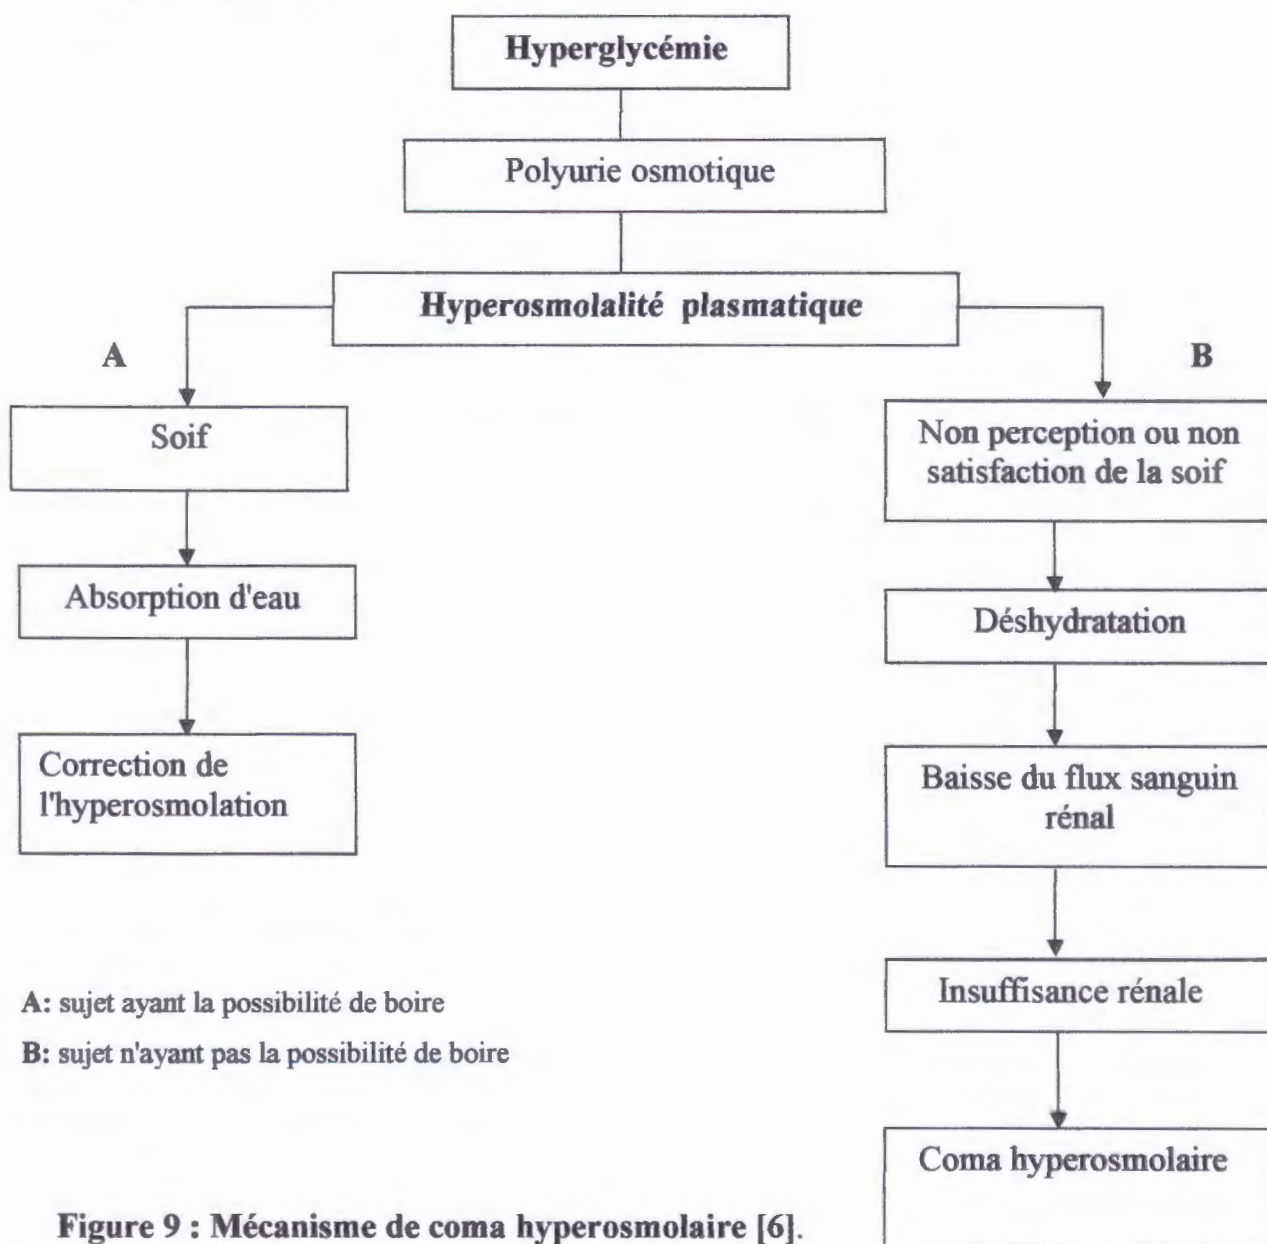 Hyperglycémie
Polyurie osmotique
Hyperosmolalité plasmatique
A
Soif
Absorption d'eau
Correction de
l'hyperosmolation
B
Non perception ou non
satisfaction de la soif
Déshydratation
Baisse du flux sanguin
rénal
Insuffisance rénale
Coma hyperosmolaire
A: sujet ayant la possibilité de boire
B: sujet n'ayant pas la possibilité de boire
Figure 9 : Mécanisme de coma hyperosmolaire [6].